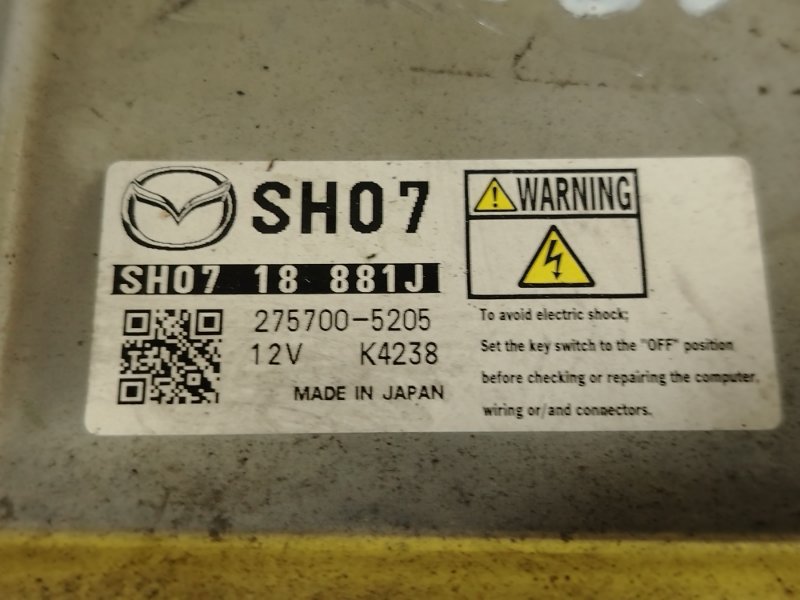 SH07
SH07 18 881J
275700-5205
12V K4238
MADE IN JAPAN
WARNING
To avoid electric shock;
Set the key switch to the "OFF" position
before checking or repairing the computer,
wiring or/and connectors.